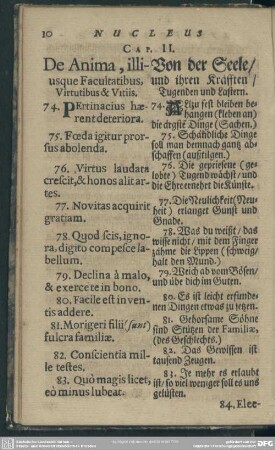 10 NUCLEUS
CAP. II.
De Anima, illi-
usque Facultatibus,
Virtutibus & Vitiis.
74. PErtinacius hæ-
rent deteriora.
75. Fœda igitur pror-
sus abolenda.
76. Virtus laudata
crescit, & honos alit ar-
tes.
77. Novitas acquirit
gratiam.
78. Quod scis, igno-
ra, digito compesce la-
bellum.
79. Declina à malo,
& exerce te in bono.
80. Facile est inven-
tis addere.
81. Morigeri filii (sunt)
fulcra familiæ.
82. Conscientia mil-
le testes.
83. Quò magis licet,
eò minus lubeat.
Von der Seele/
und ihren Kräfften/
Tugenden und Lastern.
74. Allzu fest bleiben be-
hangen (kleben an)
die ärgste Dinge (Sachen.)
75. Schändliche Dinge
soll man demnach gantz ab-
schaffen (austilgen.)
76. Die gepriesene (ge-
lobte) Tugend wächst/ und
die Ehre ernehret die Künste.
77. Die Neulichkeit (Neu-
heit) erlanget Gunst und
Gnade.
78. Was du weißt/ das
wisse nicht/ mit dem Finger
zähme die Lippen (schweig/
halt den Mund.)
79. Weich ab vom Bösen/
und übe dich im Guten.
80. Es ist leicht erfunde-
nen Dingen etwas zu setzen.
81. Gehorsame Söhne
sind Stützen der Familiæ,
(des Geschlechts.)
82. Das Gewissen ist
tausend Zeugen.
83. Je mehr es erlaubt
ist/ so viel weniger soll es uns
gelüsten.
84. Elee-